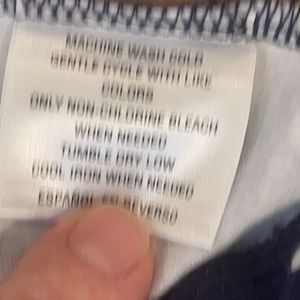 MACHINE WASH COLD
GENTLE CYCLE WITH LIKE
COLORS
ONLY NON-CHLORINE BLEACH
WHEN NEEDED
TUMBLE DRY LOW
COOL IRON WHEN NEEDED
ESPANOL EN REVERSO